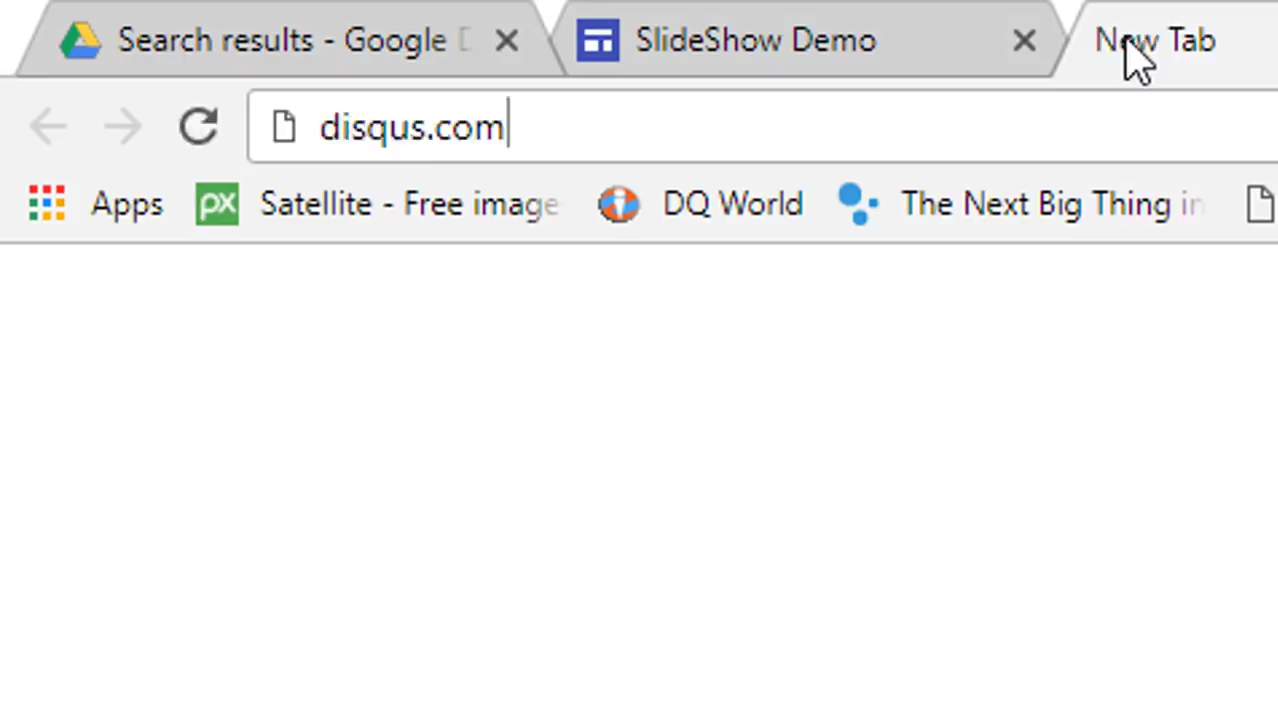 Search results - Google SlideShow Demo New Tab
disqus.com
Apps px Satellite - Free image DQ World The Next Big Thing in